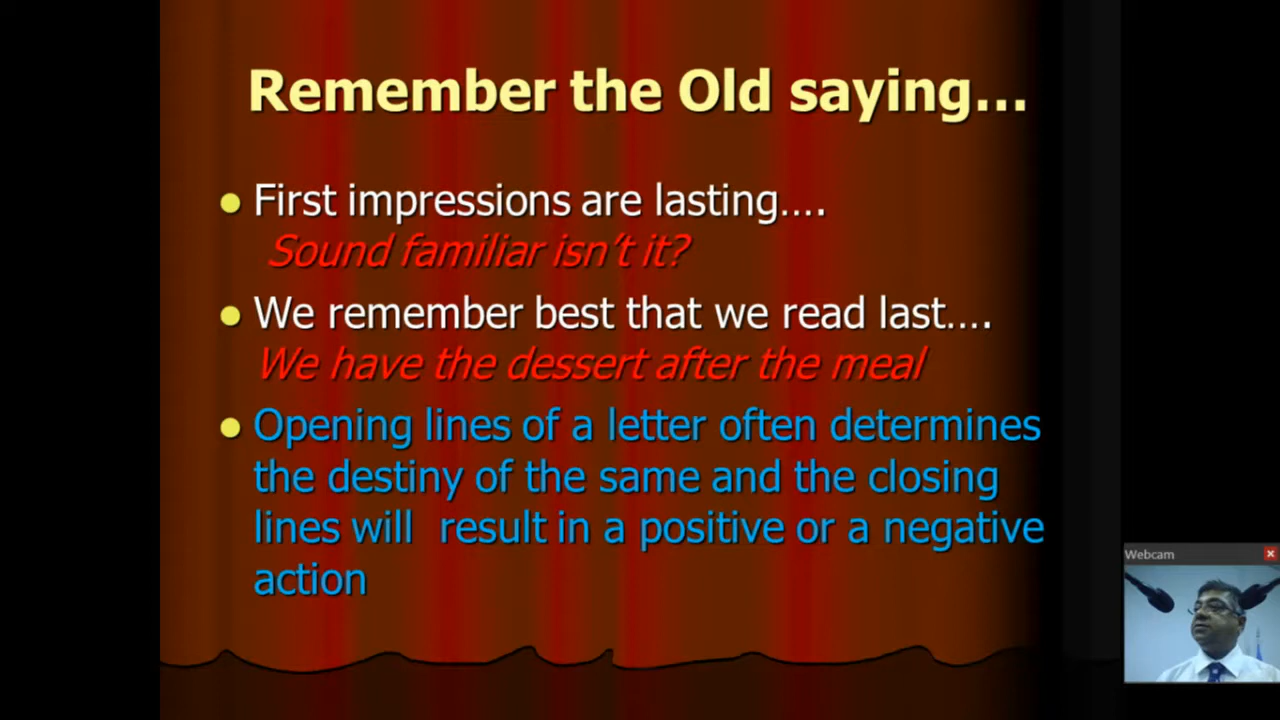 Remember the Old saying...
First impressions are lasting....
Sound familiar isn't it?
We remember best that we read last....
We have the dessert after the meal
Opening lines of a letter often determines
the destiny of the same and the closing
lines will result in a positive or a negative
action
Webcam